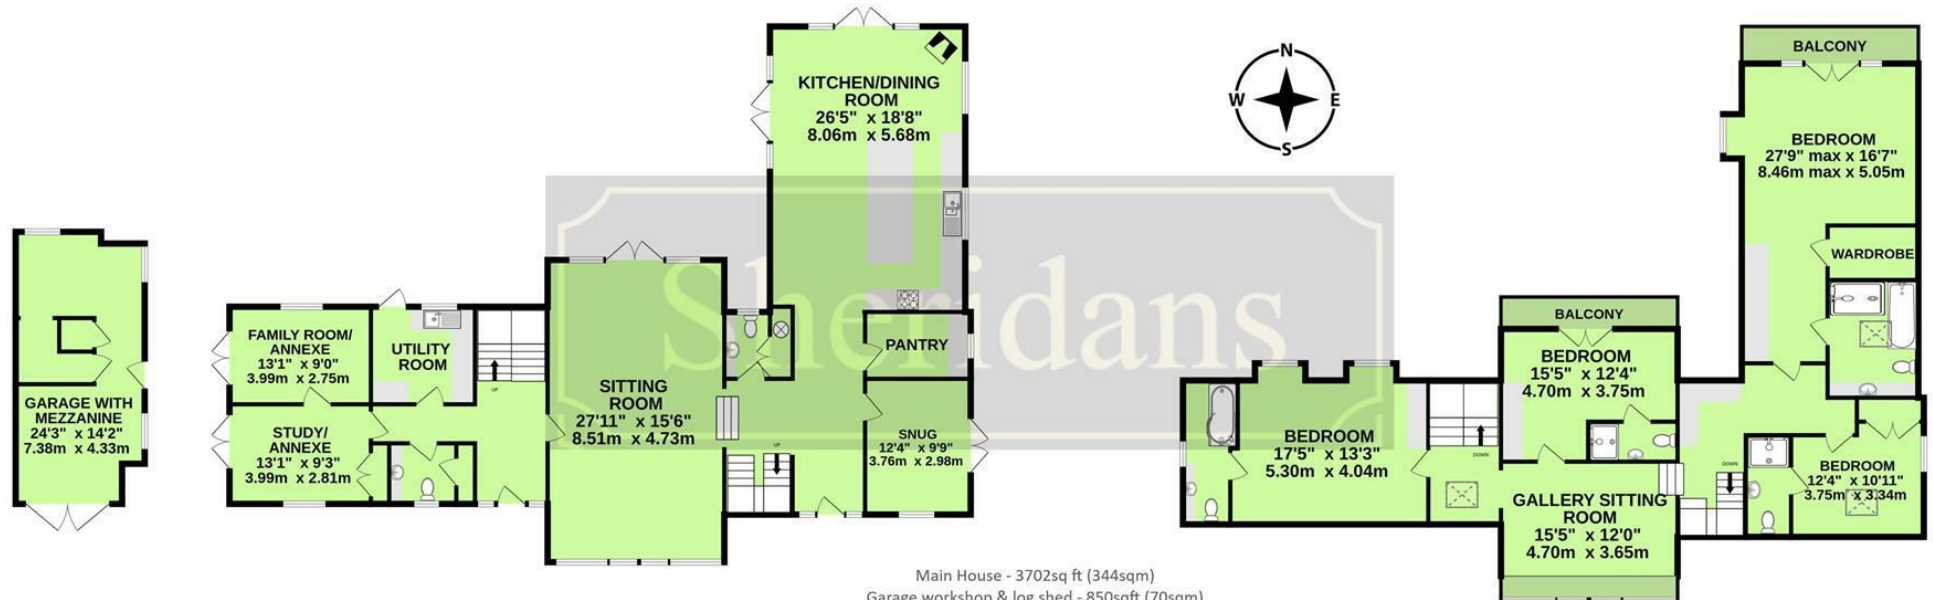 GARAGE WITH
MEZZANINE
24'3" x 14'2"
7.38m x 4.33m
FAMILY ROOM/
ANNEXE
13'1" x 9'0"
3.99m x 2.75m
STUDY/
ANNEXE
13'1" x 9'3"
3.99m x 2.81m
UTILITY
ROOM
UP
SITTING
ROOM
27'11" x 15'6"
8.51m x 4.73m
KITCHEN/DINING
ROOM
26'5" x 18'8"
8.06m x 5.68m
PANTRY
SNUG
12'4" x 9'9"
3.76m x 2.98m
UP
Sheridans
N
W E
S
BEDROOM
17'5" x 13'3"
5.30m x 4.04m
DOWN
BALCONY
BEDROOM
15'5" x 12'4"
4.70m x 3.75m
GALLERY SITTING
ROOM
15'5" x 12'0"
4.70m x 3.65m
BALCONY
BEDROOM
27'9" max x 16'7"
8.46m max x 5.05m
WARDROBE
DOWN
BEDROOM
12'4" x 10'11"
3.75m x 3.34m
Main House - 3702sq ft (344sqm)
Garage workshop & log shed - 850sqft (70sqm)